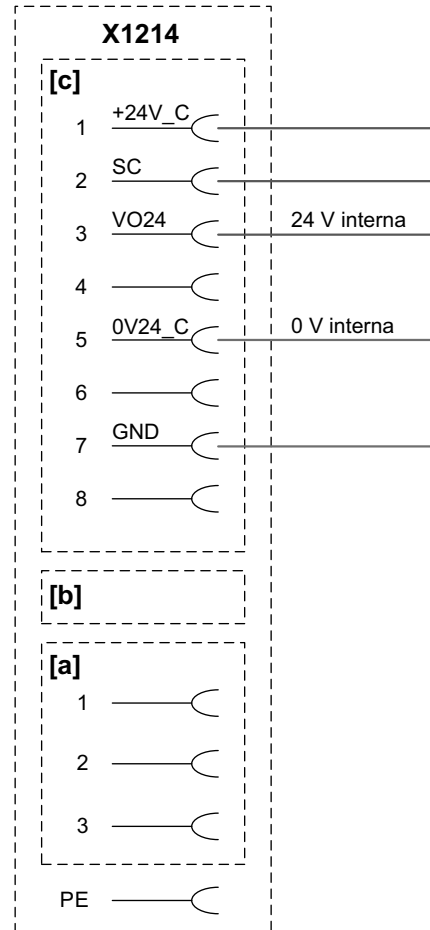 X1214
[c]
1 +24V_C
2 SC
3 VO24 24 V interna
4
5 0V24_C 0 V interna
6
7 GND
8
[b]
[a]
1
2
3
PE